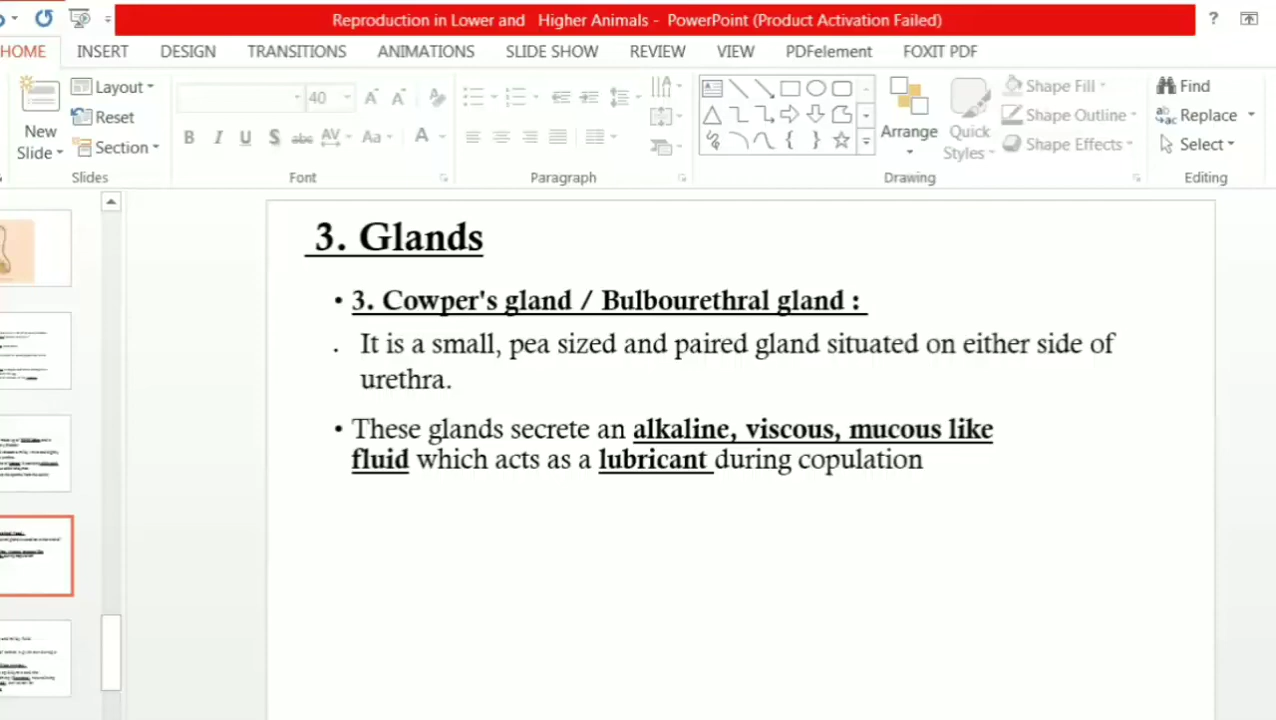 Reproduction in Lower and Higher Animals - PowerPoint (Product Activation Failed)
?
HOME INSERT DESIGN TRANSITIONS ANIMATIONS SLIDE SHOW REVIEW VIEW PDFelement FOXIT PDF
New Slide
Layout
Reset
Section
Slides
40
B I U S abc AV Aa A
Font
Paragraph
Arrange
Quick Styles
Shape Fill
Shape Outline
Shape Effects
Drawing
Find
Replace
Select
Editing
3. Glands
• 3. Cowper's gland / Bulbourethral gland :
. It is a small, pea sized and paired gland situated on either side of
urethra.
• These glands secrete an alkaline, viscous, mucous like
fluid which acts as a lubricant during copulation